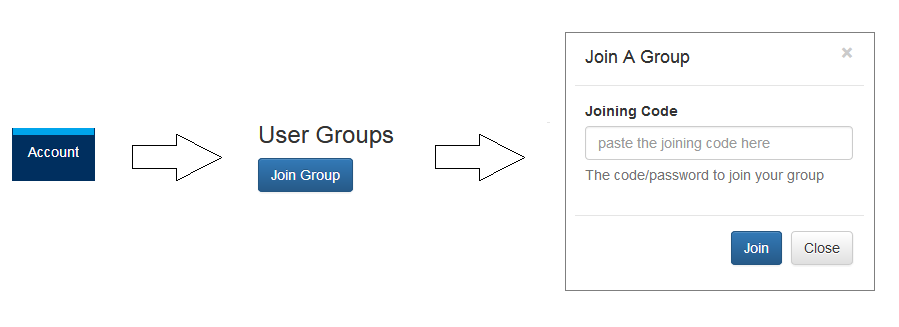 Account
User Groups
Join Group
Join A Group ×
Joining Code
paste the joining code here
The code/password to join your group
Join Close